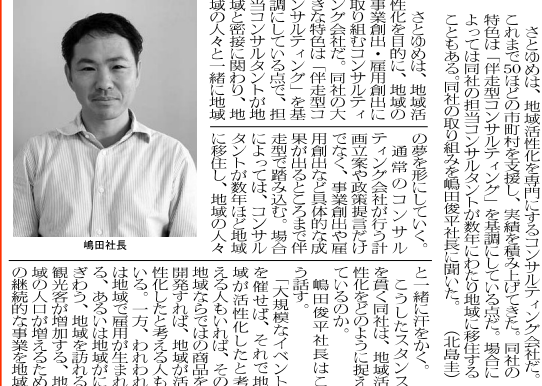 さとゆめは、地域活性化を専門にするコンサルティング会社だ。
これまで50ほどの市町村を支援し、実績を積み上げてきた。同社の
特色は「伴走型コンサルティング」を基調にしている点だ。場合に
よっては同社の担当コンサルタントが数年にわたり地域に移住する
こともある。同社の取り組みを嶋田俊平社長に聞いた。（北島圭）
さとゆめは、地域活
性化を目的に、地域の
事業創出・雇用創出に
取り組むコンサルティ
ング会社だ。同社の大
きな特色は「伴走型コ
ンサルティング」を基
調にしている点で、担
当コンサルタントが地
域と密接に関わり、地
域の人々と一緒に地域
の夢を形にしていく。
通常のコンサル
ティング会社が行う計
画立案や政策提言だけ
でなく、事業創出や雇
用創出など具体的な成
果が出るところまで伴
走型で踏み込む。場合
によっては、コンサル
タントが数年ほど地域
に移住し、地域の人々
と一緒に汗をかく。
こうしたスタンス
を貫く同社は、地域活
性化をどのように捉え
ているのか。
嶋田俊平社長はこ
う話す。
「大規模なイベント
を催せば、それで地
域が活性化したと考
える人もいれば、その
地域ならではの商品を
開発すれば、地域が活
性化したと考える人も
いる。一方、われわれ
は地域で雇用が生まれ
る、あるいは地域がに
ぎわう、地域を訪れる
観光客が増加する、地
域の人口が増えるため
の継続的な事業を地域
嶋田社長